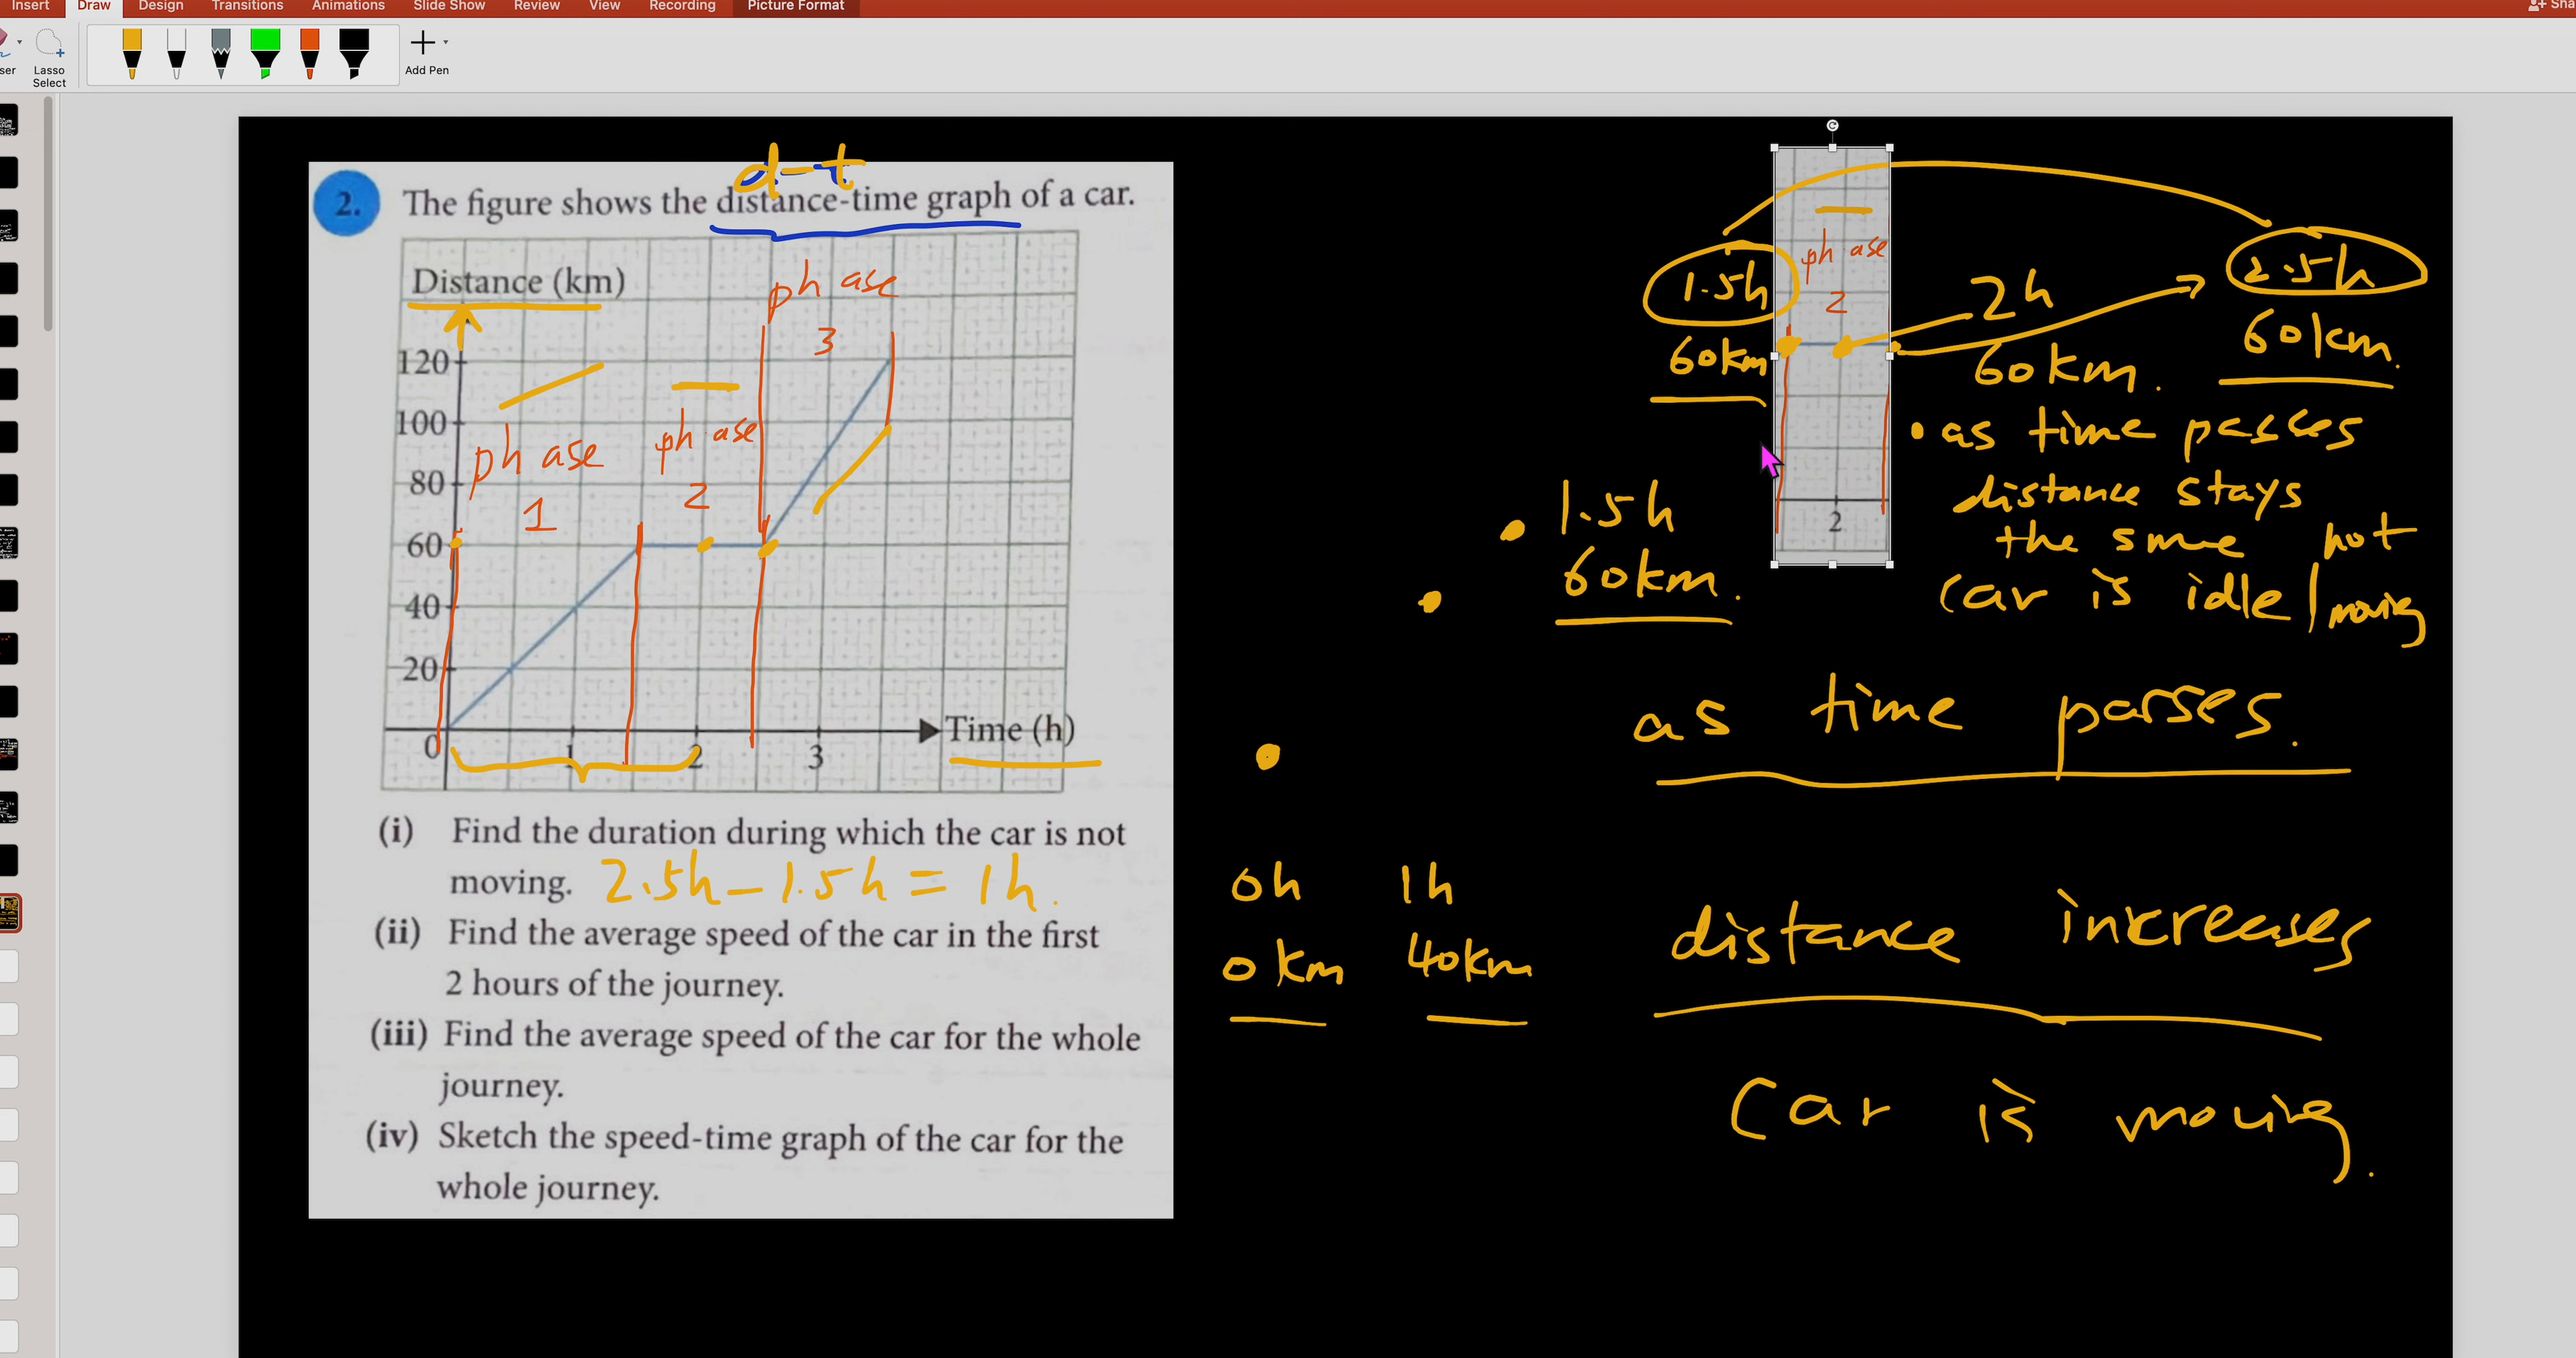 Insert Draw Design Transitions Animations Slide Show Review View Recording Picture Format
Lasso
Select
Add Pen
d-t
2. The figure shows the distance-time graph of a car.
Distance (km)
120
100
80
60
40
20
0
1
2
3
Time (h)
phase
1
phase
2
phase
3
(i) Find the duration during which the car is not
moving. 2.5h - 1.5h = 1h.
(ii) Find the average speed of the car in the first
2 hours of the journey.
(iii) Find the average speed of the car for the whole
journey.
(iv) Sketch the speed-time graph of the car for the
whole journey.
1.5h
60km
phase
2
2
2h
60km.
2.5h
60km.
as time passes
distance stays
the same
car is idle / not
moving
1.5h
60km.
as time passes.
0h 1h
0km 40km
distance increases
Car is moving.